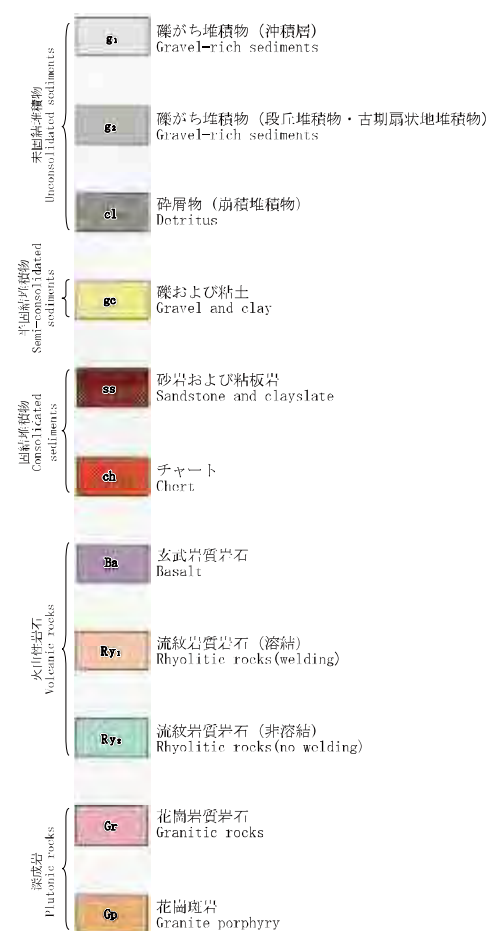 未固結堆積物
Unconsolidated sediments
g₁
礫がち堆積物 (沖積層)
Gravel-rich sediments
g₂
礫がち堆積物 (段丘堆積物・古期扇状地堆積物)
Gravel-rich sediments
cl
砕屑物 (崩積堆積物)
Detritus
半固結堆積物
Semi-consolidated
sediments
gc
礫および粘土
Gravel and clay
固結堆積物
Consolidated
sediments
ss
砂岩および粘板岩
Sandstone and clayslate
ch
チャート
Chert
火山性岩石
Volcanic rocks
Ba
玄武岩質岩石
Basalt
Ry₁
流紋岩質岩石 (溶結)
Rhyolitic rocks(welding)
Ry₂
流紋岩質岩石 (非溶結)
Rhyolitic rocks(no welding)
深成岩
Plutonic rocks
Gr
花崗岩質岩石
Granitic rocks
Gp
花崗斑岩
Granite porphyry